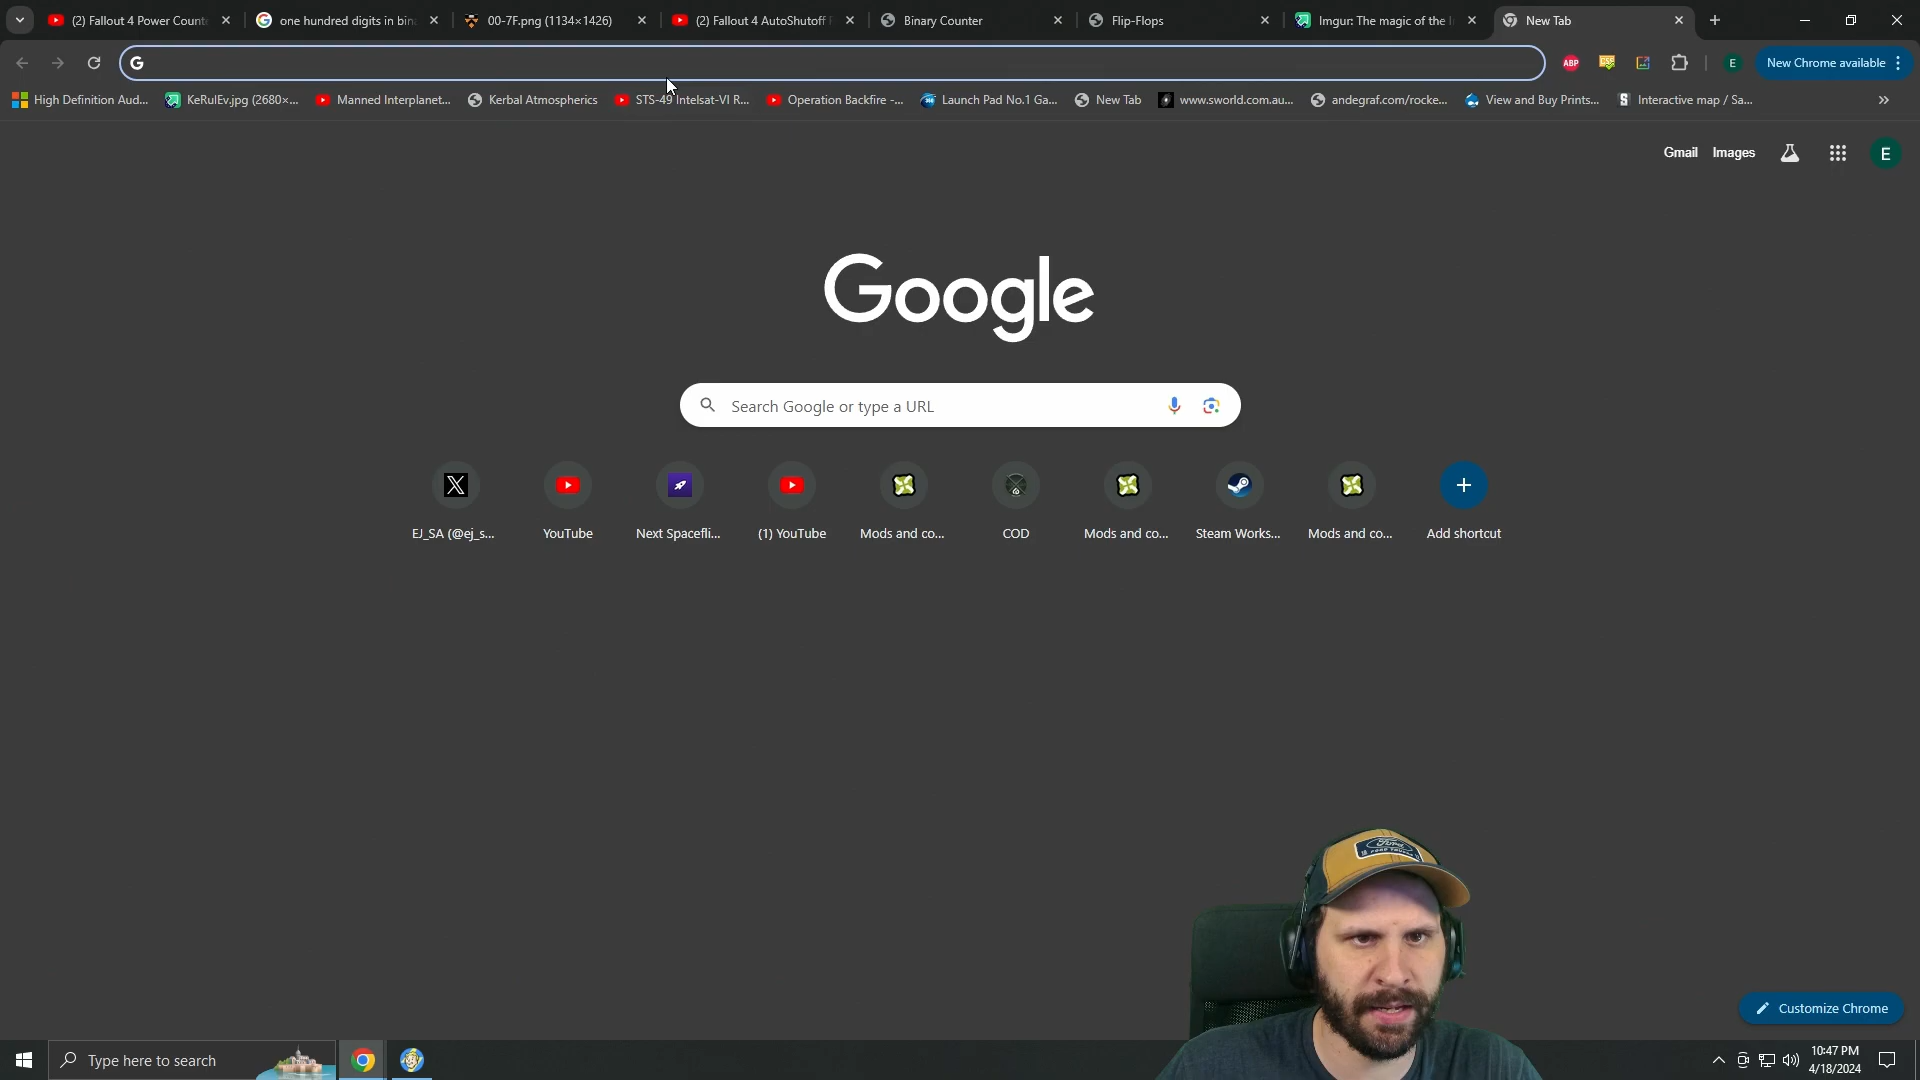 (2) Fallout 4 Power Count
one hundred digits in bin
00-7F.png (1134×1426)
(2) Fallout 4 AutoShutoff
Binary Counter
Flip-Flops
Imgur: The magic of the I
New Tab
ABP
E
New Chrome available
High Definition Aud...
KeRulEv.jpg (2680×...
Manned Interplanet...
Kerbal Atmospherics
STS-49 Intelsat-VI R...
Operation Backfire -...
Launch Pad No.1 Ga...
New Tab
www.sworld.com.au...
andegraf.com/rocke...
View and Buy Prints...
Interactive map / Sa...
Gmail
Images
E
Google
Search Google or type a URL
EJ_SA (@ej_s...
YouTube
Next Spacefli...
(1) YouTube
Mods and co...
COD
Mods and co...
Steam Works...
Mods and co...
Add shortcut
Ford
Customize Chrome
Type here to search
10:47 PM
4/18/2024